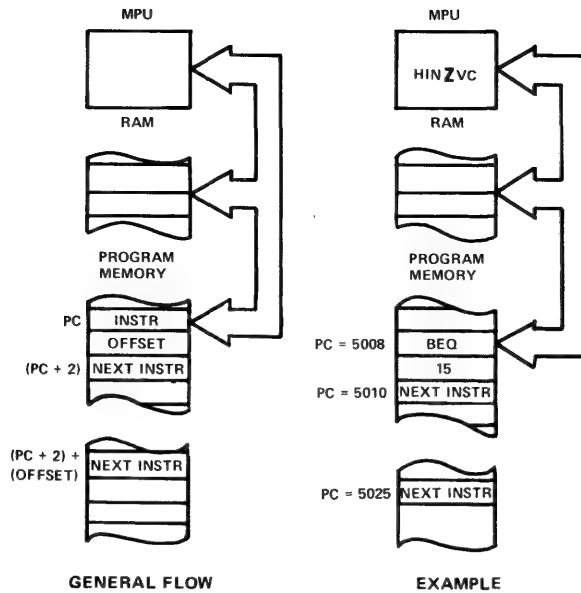 MPU
RAM
PROGRAM
MEMORY
PC
INSTR
OFFSET
(PC + 2)
NEXT INSTR
(PC + 2) +
(OFFSET)
NEXT INSTR
GENERAL FLOW
MPU
HINZVC
RAM
PROGRAM
MEMORY
PC = 5008
BEQ
15
PC = 5010
NEXT INSTR
PC = 5025
NEXT INSTR
EXAMPLE